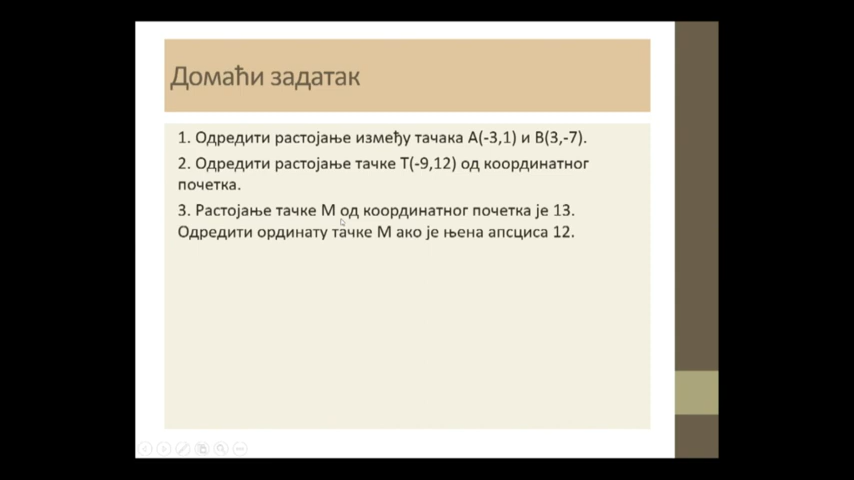 Домаћи задатак
1. Одредити растојање између тачака А(-3,1) и В(3,-7).
2. Одредити растојање тачке Т(-9,12) од координатног
почетка.
3. Растојање тачке М од координатног почетка је 13.
Одредити ординату тачке М ако је њена апсциса 12.